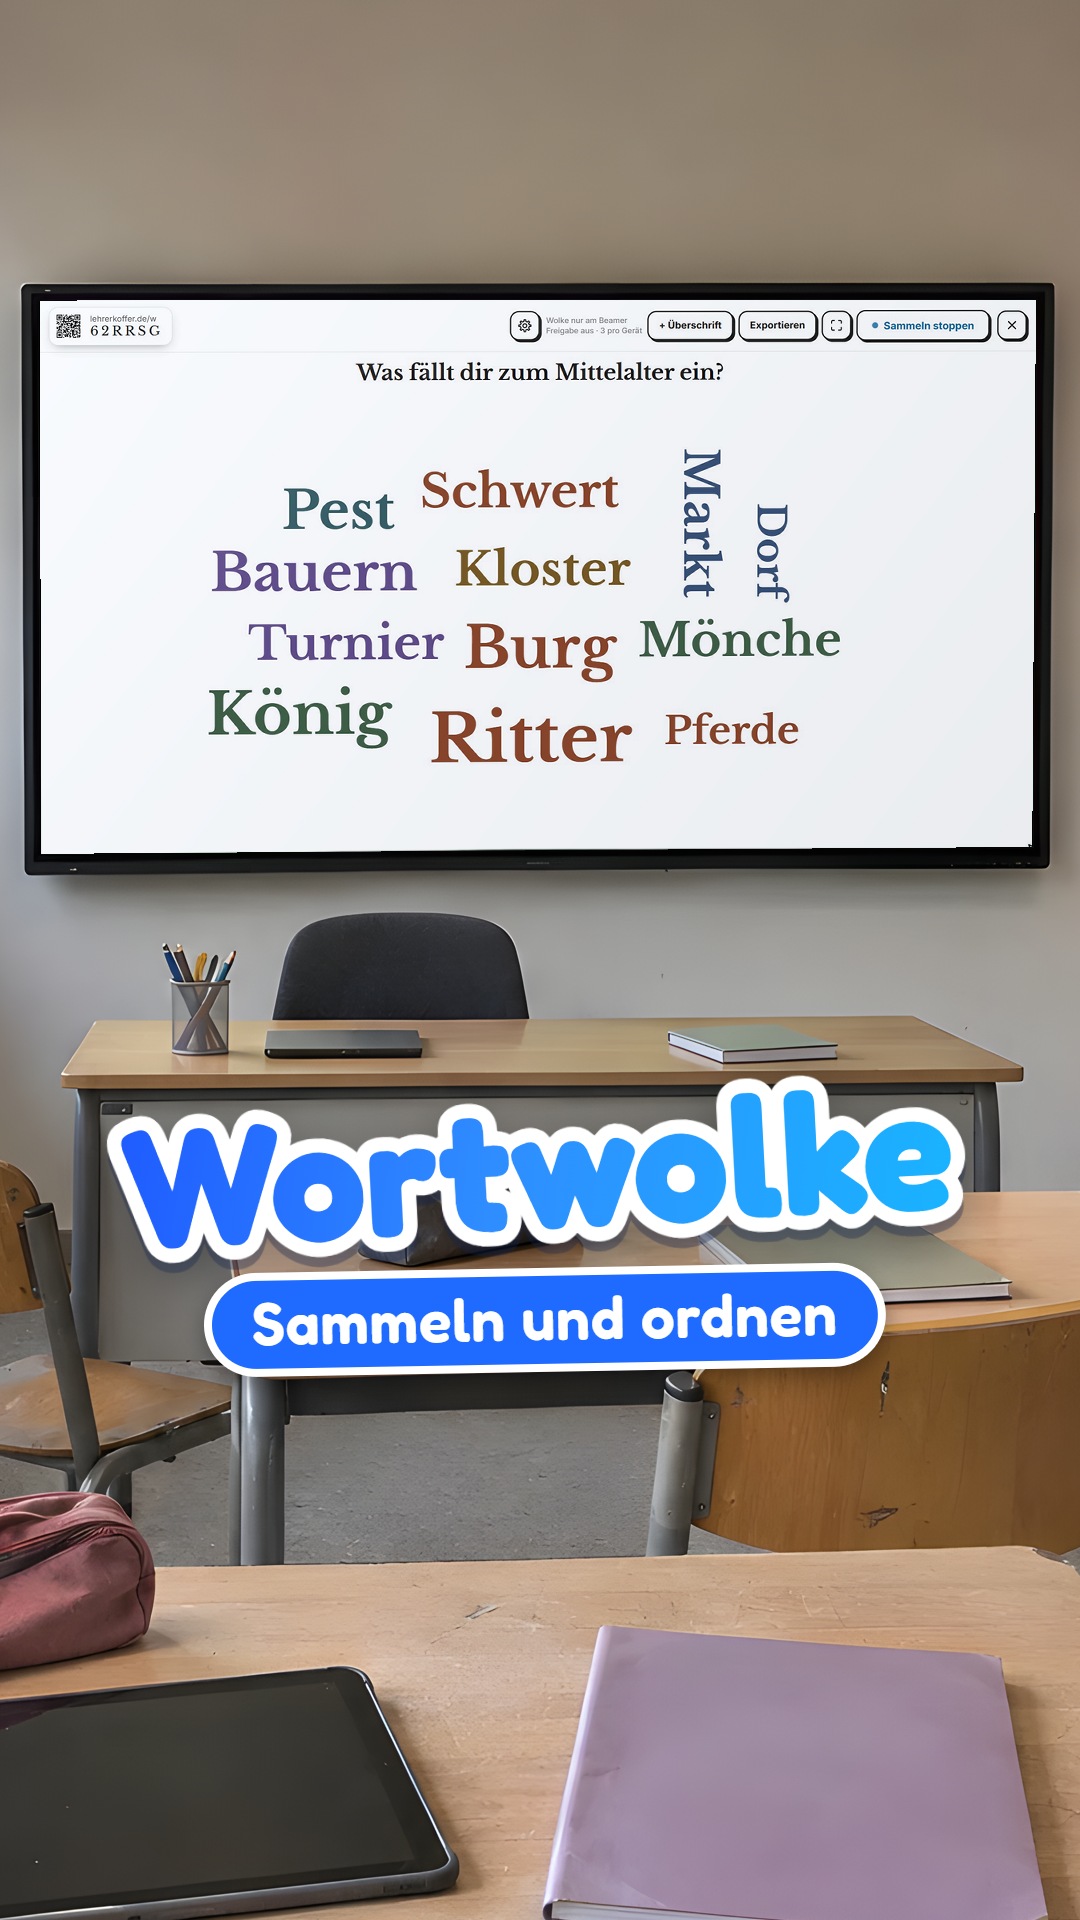 lehrerkoffer.de/w
62RRSG
Wolke nur am Beamer
Freigabe aus · 3 pro Gerät
+ Überschrift
Exportieren
Sammeln stoppen
Was fällt dir zum Mittelalter ein?
Pest
Schwert
Markt
Dorf
Bauern
Kloster
Turnier
Burg
Mönche
König
Ritter
Pferde
Wortwolke
Sammeln und ordnen